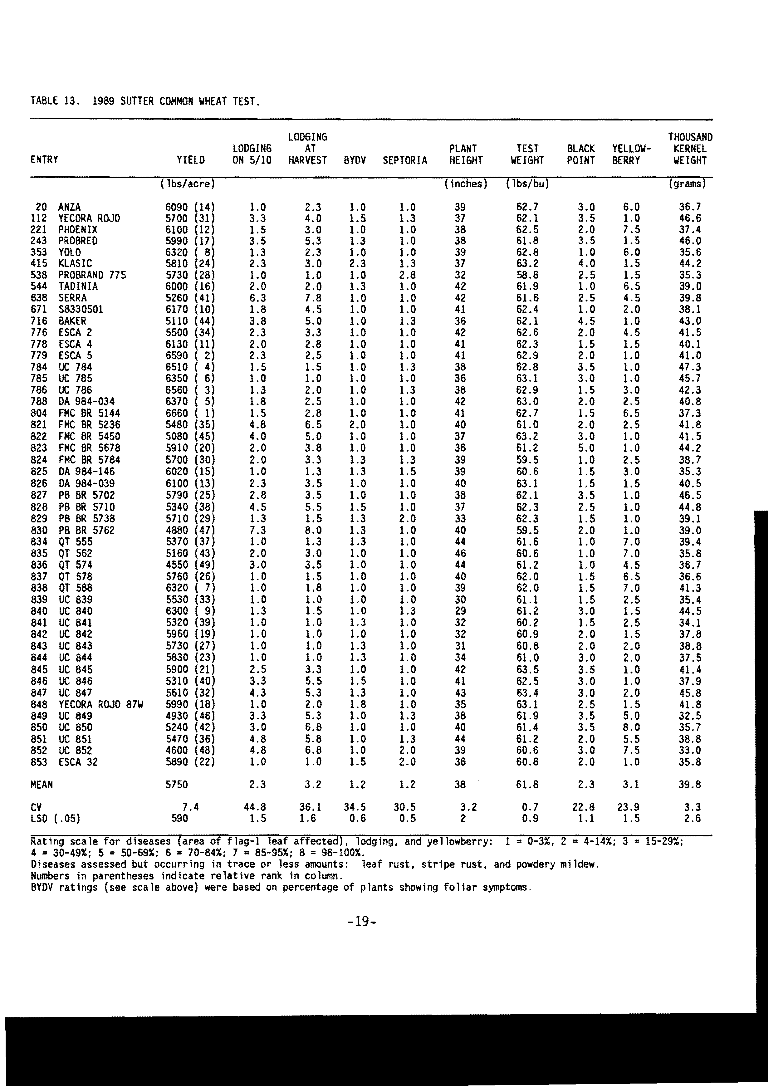 TABLE 13. 1989 SUTTER COMMON WHEAT TEST.
LODGING THOUSAND
LODGING AT PLANT TEST BLACK YELLOW- KERNEL
ENTRY YIELD ON 5/10 HARVEST BYDV SEPTORIA HEIGHT WEIGHT POINT BERRY WEIGHT
(lbs/acre) (inches) (lbs/bu) (grams)
20 ANZA 6090 (14) 1.0 2.3 1.0 1.0 39 62.7 3.0 6.0 36.7
112 YECORA ROJO 5700 (31) 3.3 4.0 1.5 1.3 37 62.1 3.5 1.0 46.6
221 PHOENIX 6100 (12) 1.5 3.0 1.0 1.0 38 62.5 2.0 7.5 37.4
243 PROBRED 5990 (17) 3.5 5.3 1.3 1.0 38 61.8 3.5 1.5 46.0
353 YOLO 6320 ( 8) 1.3 2.3 1.0 1.0 39 62.8 1.0 6.0 35.6
415 KLASIC 5810 (24) 2.3 3.0 2.3 1.3 37 63.2 4.0 1.5 44.2
538 PROBRAND 775 5730 (28) 1.0 1.0 1.0 2.8 32 58.8 2.5 1.5 35.3
544 TADINIA 6000 (16) 2.0 2.0 1.3 1.0 42 61.9 1.0 6.5 39.0
638 SERRA 5260 (41) 6.3 7.8 1.0 1.0 42 61.6 2.5 4.5 39.8
671 S8330501 6170 (10) 1.8 4.5 1.0 1.0 41 62.4 1.0 2.0 38.1
716 BAKER 5110 (44) 3.8 5.0 1.0 1.3 36 62.1 4.5 1.0 43.0
776 ESCA 2 5500 (34) 2.3 3.3 1.0 1.0 42 62.6 2.0 4.5 41.5
778 ESCA 4 6130 (11) 2.0 2.8 1.0 1.0 41 62.3 1.5 1.5 40.1
779 ESCA 5 6590 ( 2) 2.3 2.5 1.0 1.0 41 62.9 2.0 1.0 41.0
784 UC 784 6510 ( 4) 1.5 1.5 1.0 1.3 38 62.8 3.5 1.0 47.3
785 UC 785 6350 ( 6) 1.0 1.0 1.0 1.0 36 63.1 3.0 1.0 45.7
786 UC 786 6560 ( 3) 1.3 2.0 1.0 1.3 38 62.9 1.5 3.0 42.3
788 DA 984-034 6370 ( 5) 1.8 2.5 1.0 1.0 42 63.0 2.0 2.5 40.8
804 FMC BR 5144 6660 ( 1) 1.5 2.8 1.0 1.0 41 62.7 1.5 6.5 37.3
821 FMC BR 5236 5480 (35) 4.8 6.5 2.0 1.0 40 61.0 2.0 2.5 41.8
822 FMC BR 5450 5080 (45) 4.0 5.0 1.0 1.0 37 63.2 3.0 1.0 41.5
823 FMC BR 5678 5910 (20) 2.0 3.8 1.0 1.0 36 61.2 5.0 1.0 44.2
824 FMC BR 5784 5700 (30) 2.0 3.3 1.3 1.3 39 59.5 1.0 2.5 38.7
825 DA 984-146 6020 (15) 1.0 1.3 1.3 1.5 39 60.6 1.5 3.0 35.3
826 DA 984-039 6100 (13) 2.3 3.5 1.0 1.0 40 63.1 1.5 1.5 40.5
827 PB BR 5702 5790 (25) 2.8 3.5 1.0 1.0 38 62.1 3.5 1.0 46.5
828 PB BR 5710 5340 (38) 4.5 5.5 1.5 1.0 37 62.3 2.5 1.0 44.8
829 PB BR 5738 5710 (29) 1.3 1.5 1.3 2.0 33 62.3 1.5 1.0 39.1
830 PB BR 5762 4880 (47) 7.3 8.0 1.3 1.0 40 59.5 2.0 1.0 39.0
834 QT 555 5370 (37) 1.0 1.3 1.3 1.0 44 61.6 1.0 7.0 39.4
835 QT 562 5160 (43) 2.0 3.0 1.0 1.0 46 60.6 1.0 7.0 35.8
836 QT 574 4550 (49) 3.0 3.5 1.0 1.0 44 61.2 1.0 4.5 36.7
837 QT 578 5760 (26) 1.0 1.5 1.0 1.0 40 62.0 1.5 6.5 36.6
838 QT 588 6320 ( 7) 1.0 1.8 1.0 1.0 39 62.0 1.5 7.0 41.3
839 UC 839 5530 (33) 1.0 1.0 1.0 1.0 30 61.1 1.5 2.5 35.4
840 UC 840 6300 ( 9) 1.3 1.5 1.0 1.3 29 61.2 3.0 1.5 44.5
841 UC 841 5320 (39) 1.0 1.0 1.3 1.0 32 60.2 1.5 2.5 34.1
842 UC 842 5960 (19) 1.0 1.0 1.0 1.0 32 60.9 2.0 1.5 37.8
843 UC 843 5730 (27) 1.0 1.0 1.3 1.0 31 60.8 2.0 2.0 38.8
844 UC 844 5830 (23) 1.0 1.0 1.3 1.0 34 61.0 3.0 2.0 37.5
845 UC 845 5900 (21) 2.5 3.3 1.0 1.0 42 63.5 3.5 1.0 41.4
846 UC 846 5310 (40) 3.3 5.5 1.5 1.0 41 62.5 3.0 1.0 37.9
847 UC 847 5610 (32) 4.3 5.3 1.3 1.0 43 63.4 3.0 2.0 45.8
848 YECORA ROJO 87W 5990 (18) 1.0 2.0 1.8 1.0 35 63.1 2.5 1.5 41.8
849 UC 849 4930 (46) 3.3 5.3 1.0 1.3 38 61.9 3.5 5.0 32.5
850 UC 850 5240 (42) 3.0 6.8 1.0 1.0 40 61.4 3.5 8.0 35.7
851 UC 851 5470 (36) 4.8 5.8 1.0 1.3 44 61.2 2.0 5.5 38.8
852 UC 852 4600 (48) 4.8 6.8 1.0 2.0 39 60.6 3.0 7.5 33.0
853 ESCA 32 5890 (22) 1.0 1.0 1.5 2.0 36 60.8 2.0 1.0 35.8
MEAN 5750 2.3 3.2 1.2 1.2 38 61.8 2.3 3.1 39.8
CV 7.4 44.8 36.1 34.5 30.5 3.2 0.7 22.8 23.9 3.3
LSD (.05) 590 1.5 1.6 0.6 0.5 2 0.9 1.1 1.5 2.6
Rating scale for diseases (area of flag-1 leaf affected), lodging, and yellowberry: 1 = 0-3%, 2 = 4-14%; 3 = 15-29%;
4 = 30-49%; 5 = 50-69%; 6 = 70-84%; 7 = 85-95%; 8 = 96-100%.
Diseases assessed but occurring in trace or less amounts: leaf rust, stripe rust, and powdery mildew.
Numbers in parentheses indicate relative rank in column.
BYDV ratings (see scale above) were based on percentage of plants showing foliar symptoms.
-19-